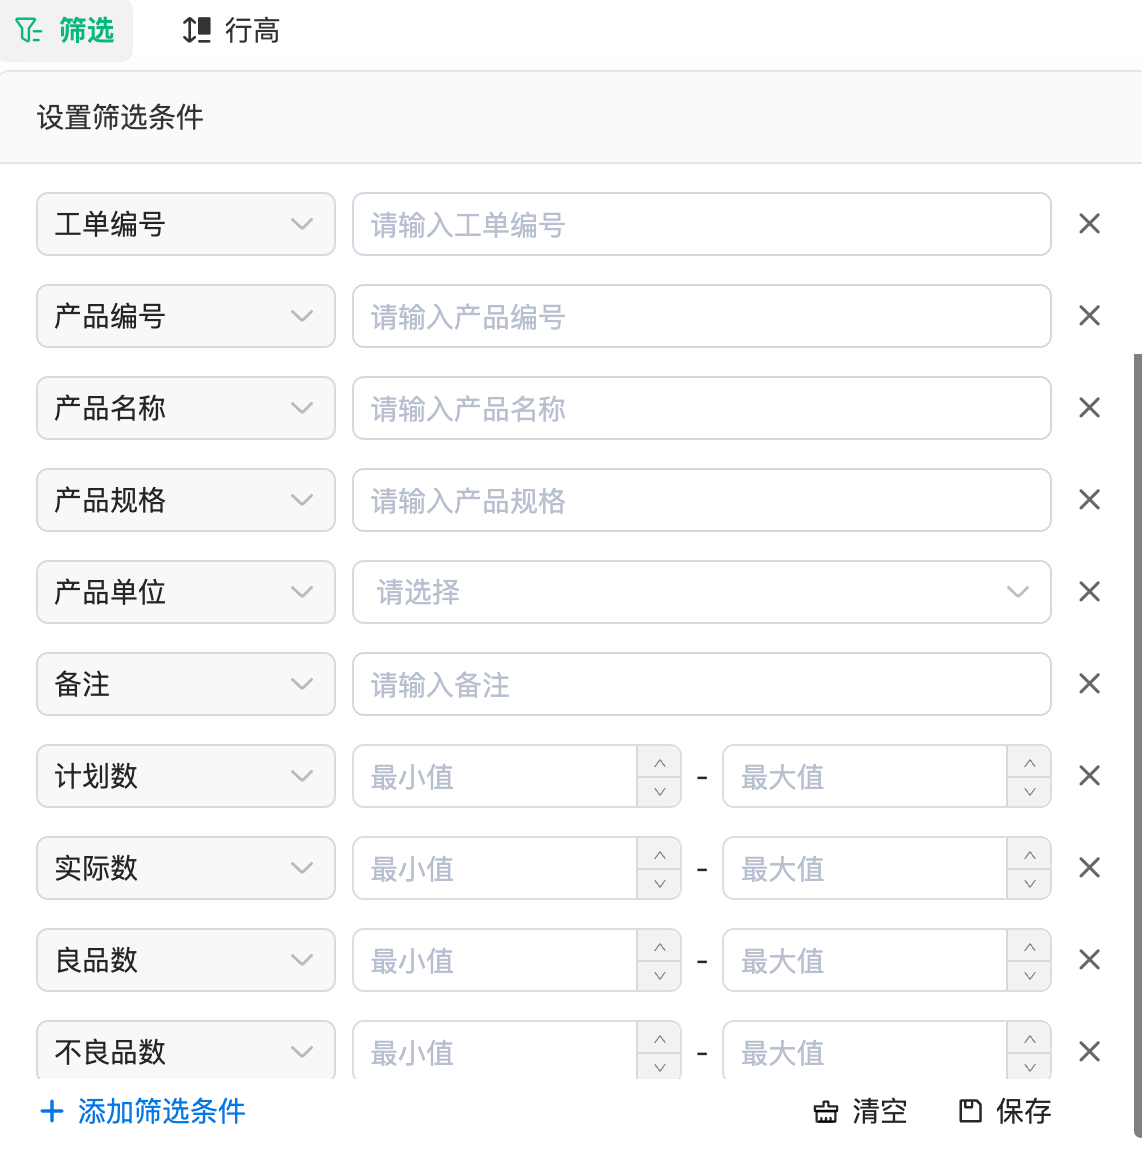 筛选 行高
设置筛选条件
工单编号 请输入工单编号
产品编号 请输入产品编号
产品名称 请输入产品名称
产品规格 请输入产品规格
产品单位 请选择
备注 请输入备注
计划数 最小值 - 最大值
实际数 最小值 - 最大值
良品数 最小值 - 最大值
不良品数 最小值 - 最大值
+ 添加筛选条件 清空 保存